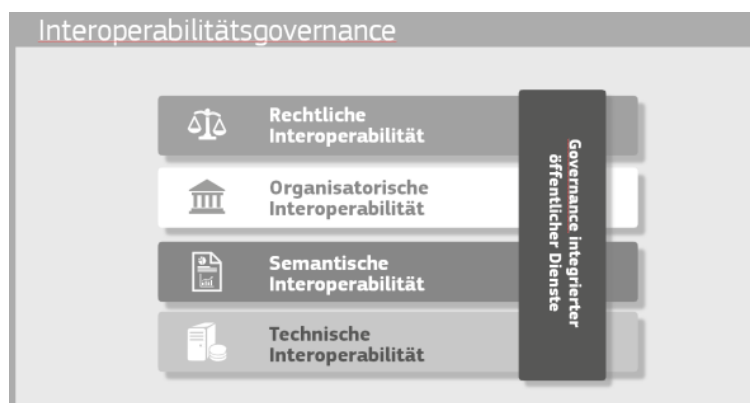 Interoperabilitätsgovernance
Rechtliche
Interoperabilität
Organisatorische
Interoperabilität
Semantische
Interoperabilität
Technische
Interoperabilität
Governance integrierter
öffentlicher Dienste